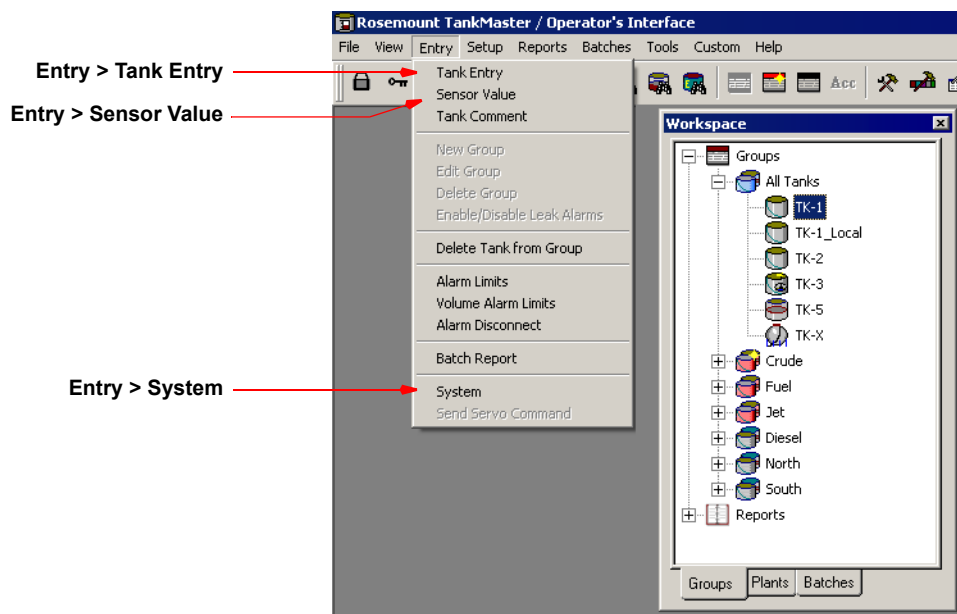 Rosemount TankMaster / Operator's Interface
File View Entry Setup Reports Batches Tools Custom Help
Entry > Tank Entry
Entry > Sensor Value
Entry > System
Tank Entry
Sensor Value
Tank Comment
New Group
Edit Group
Delete Group
Enable/Disable Leak Alarms
Delete Tank from Group
Alarm Limits
Volume Alarm Limits
Alarm Disconnect
Batch Report
System
Send Servo Command
Acc
Workspace
Groups
All Tanks
TK-1
TK-1_Local
TK-2
TK-3
TK-5
TK-X
Crude
Fuel
Jet
Diesel
North
South
Reports
Groups Plants Batches